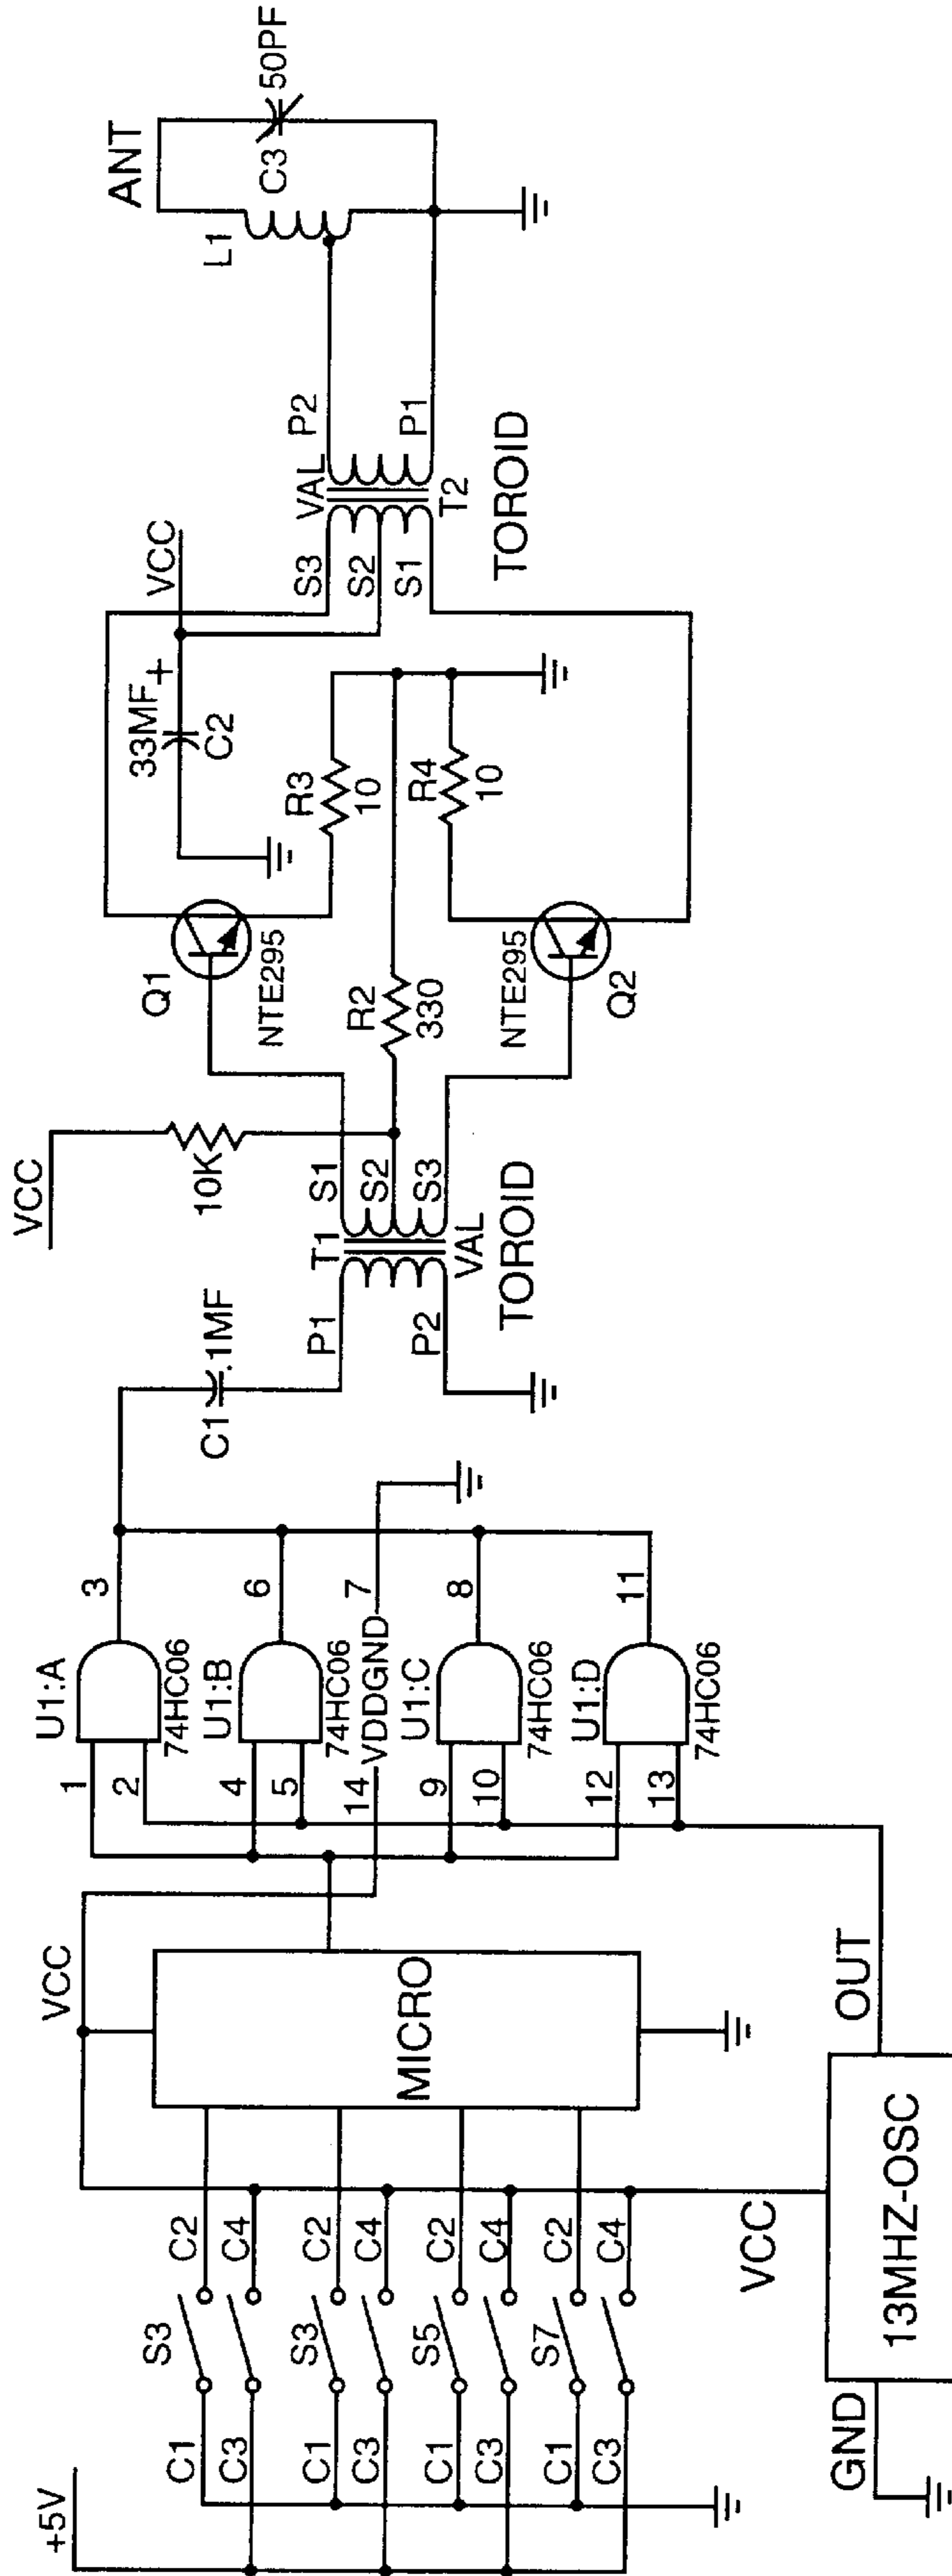 +5V
C1
S3
C2
C3
C4
C1
S3
C2
C3
C4
C1
S5
C2
C3
C4
C1
S7
C2
C3
C4
VCC
MICRO
GND
13MHZ-OSC
VCC
OUT
1
2
U1:A
74HC06
3
4
5
U1:B
74HC06
6
14
VDDGND
7
9
10
U1:C
74HC06
8
12
13
U1:D
74HC06
11
C1
.1MF
P1
P2
T1
VAL
TOROID
S1
S2
S3
VCC
10K
Q1
NTE295
R2
330
NTE295
Q2
R3
10
R4
10
33MF
+
C2
VCC
S3
S2
S1
VAL
T2
TOROID
P2
P1
L1
ANT
C3
50PF